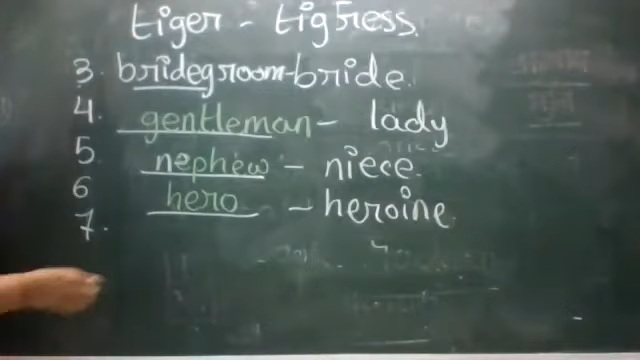 tiger - tigress
3. bridegroom - bride.
4. gentleman - lady
5. nephew - niece.
6 hero - heroine
7.